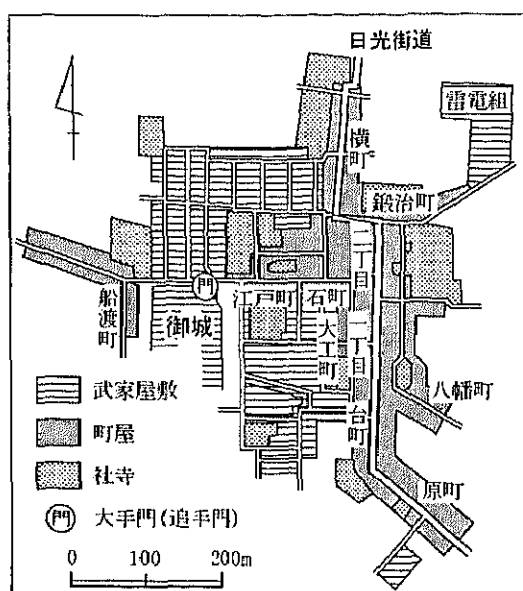 日光街道
雷電組
横町
鍛冶町
二丁目
門
江戸町
石町
船渡町
御城
大工町
一丁目
武家屋敷
八幡町
台町
町屋
社寺
原町
門 大手門(追手門)
0 100 200m